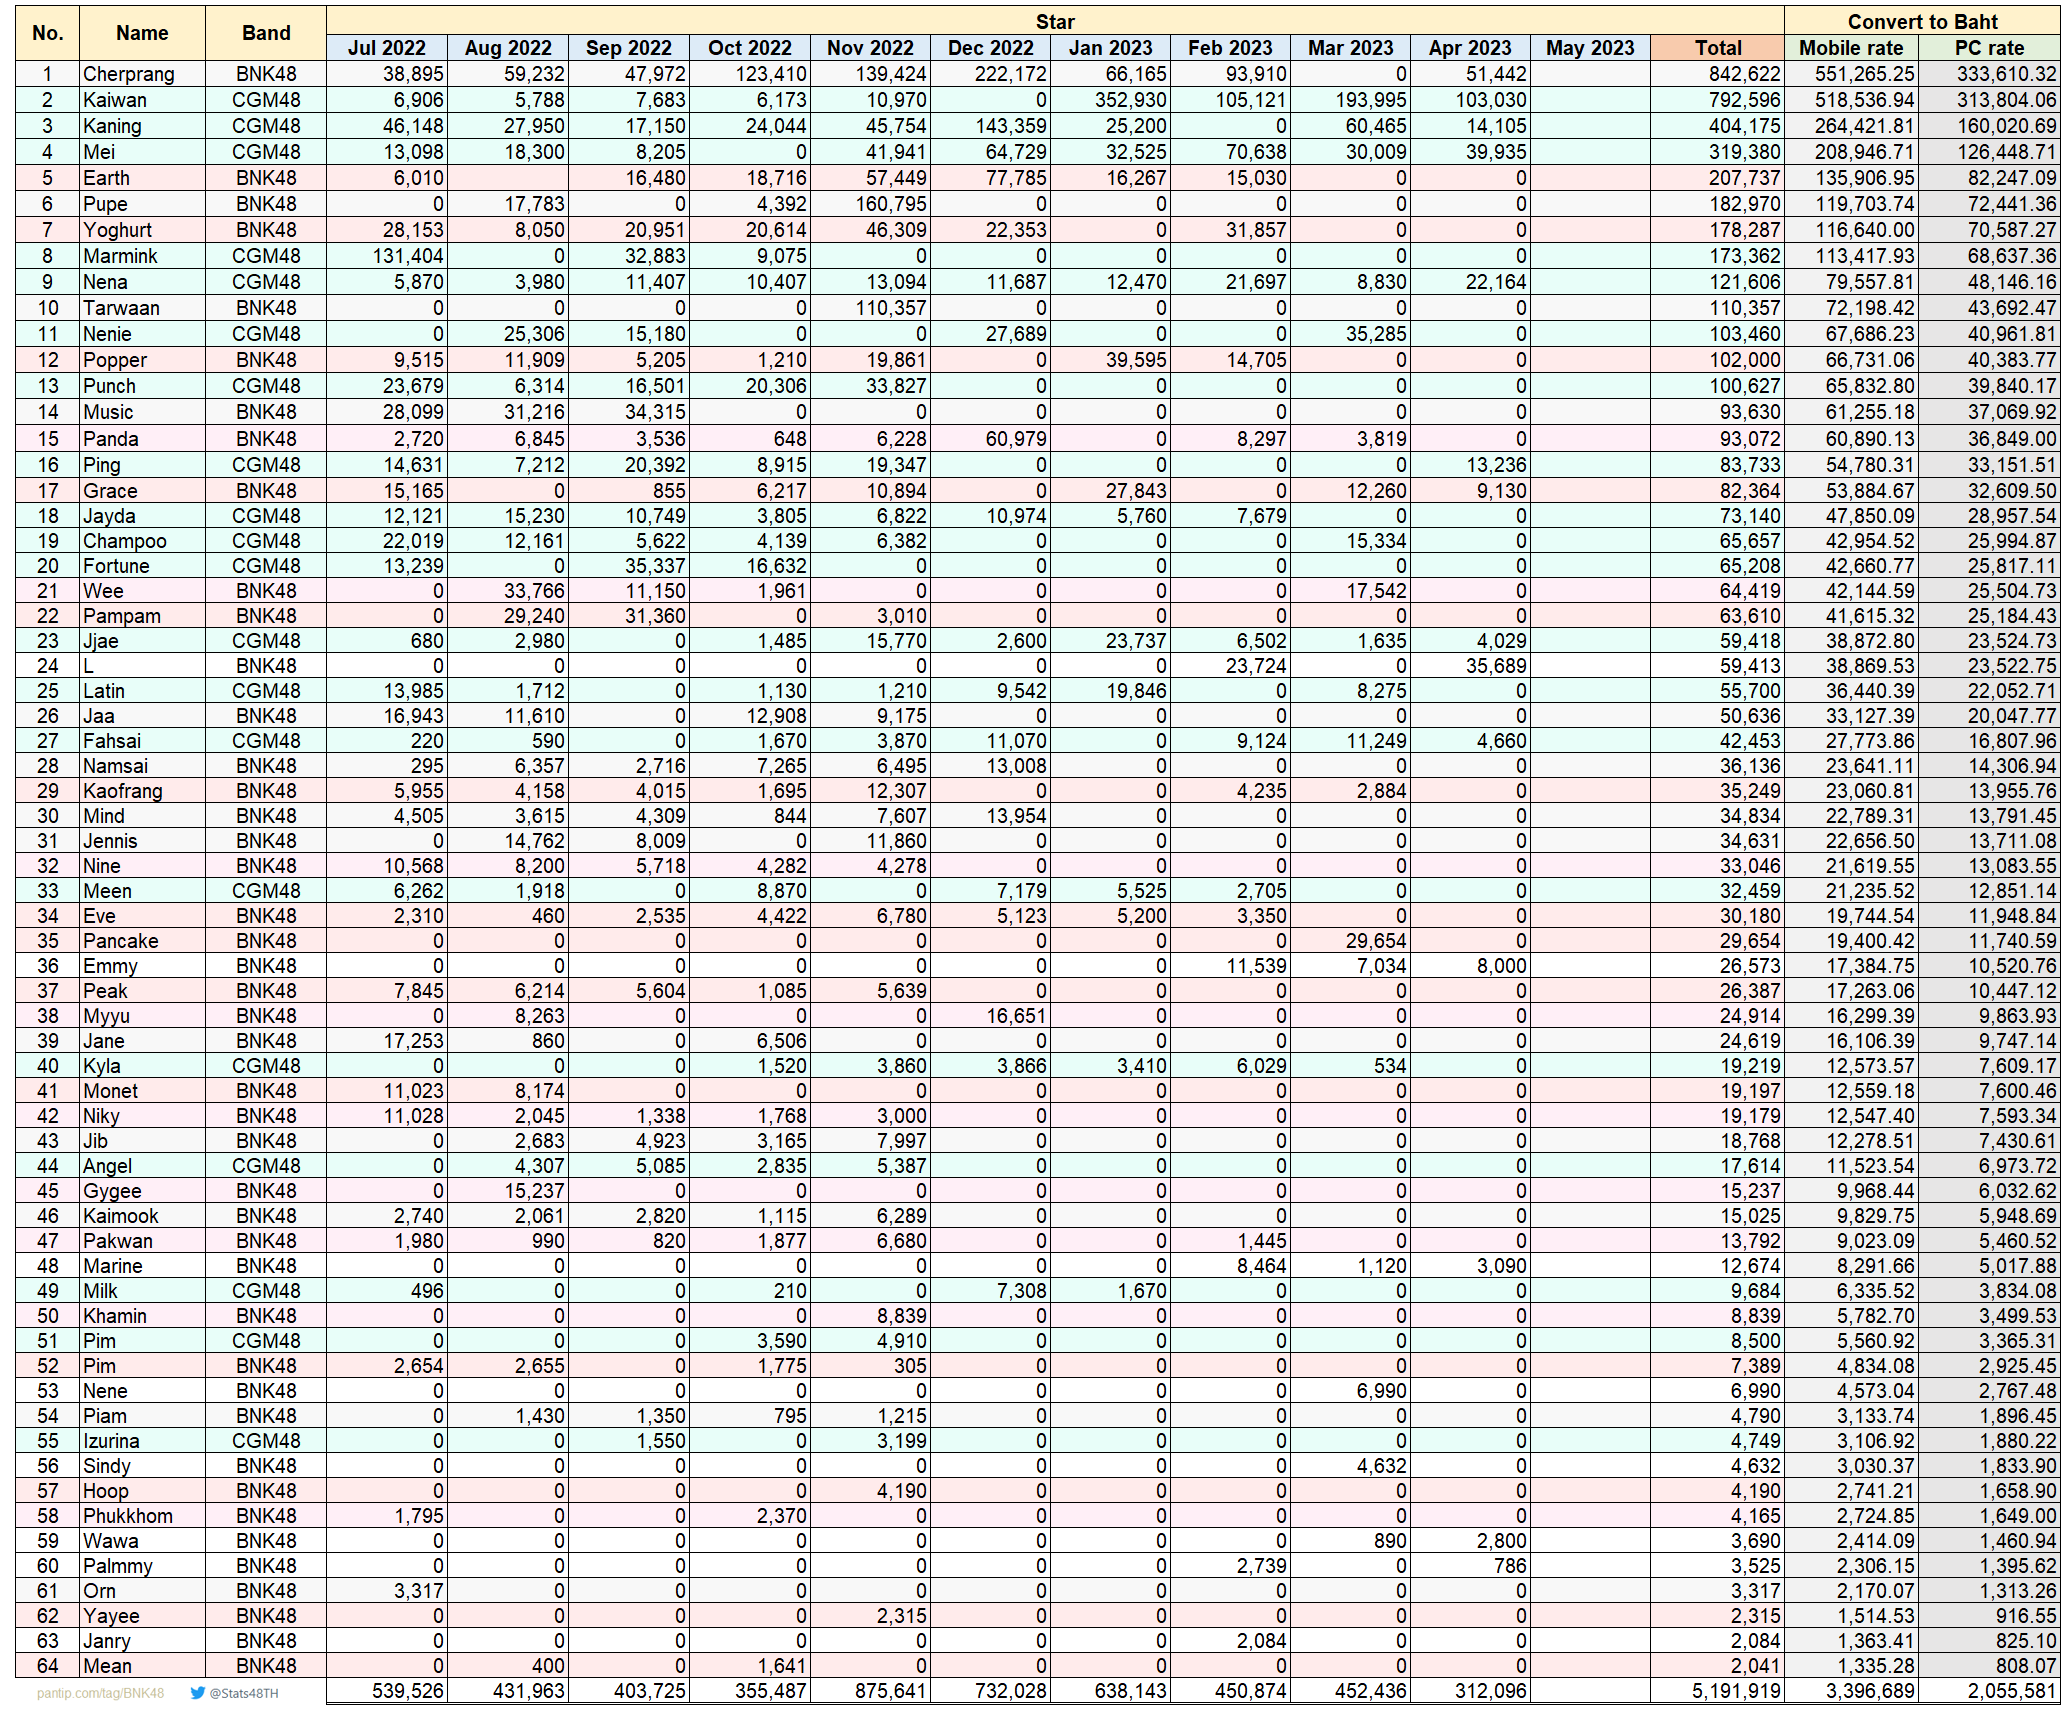 No. Name Band Star Convert to Baht
Jul 2022 Aug 2022 Sep 2022 Oct 2022 Nov 2022 Dec 2022 Jan 2023 Feb 2023 Mar 2023 Apr 2023 May 2023 Total Mobile rate PC rate
1 Cherprang BNK48 38,895 59,232 47,972 123,410 139,424 222,172 66,165 93,910 0 51,442 842,622 551,265.25 333,610.32
2 Kaiwan CGM48 6,906 5,788 7,683 6,173 10,970 0 352,930 105,121 193,995 103,030 792,596 518,536.94 313,804.06
3 Kaning CGM48 46,148 27,950 17,150 24,044 45,754 143,359 25,200 0 60,465 14,105 404,175 264,421.81 160,020.69
4 Mei CGM48 13,098 18,300 8,205 0 41,941 64,729 32,525 70,638 30,009 39,935 319,380 208,946.71 126,448.71
5 Earth BNK48 6,010 16,480 18,716 57,449 77,785 16,267 15,030 0 0 207,737 135,906.95 82,247.09
6 Pupe BNK48 0 17,783 0 4,392 160,795 0 0 0 0 0 182,970 119,703.74 72,441.36
7 Yoghurt BNK48 28,153 8,050 20,951 20,614 46,309 22,353 0 31,857 0 0 178,287 116,640.00 70,587.27
8 Marmink CGM48 131,404 0 32,883 9,075 0 0 0 0 0 0 173,362 113,417.93 68,637.36
9 Nena CGM48 5,870 3,980 11,407 10,407 13,094 11,687 12,470 21,697 8,830 22,164 121,606 79,557.81 48,146.16
10 Tarwaan BNK48 0 0 0 0 110,357 0 0 0 0 0 110,357 72,198.42 43,692.47
11 Nenie CGM48 0 25,306 15,180 0 0 27,689 0 0 35,285 0 103,460 67,686.23 40,961.81
12 Popper BNK48 9,515 11,909 5,205 1,210 19,861 0 39,595 14,705 0 0 102,000 66,731.06 40,383.77
13 Punch CGM48 23,679 6,314 16,501 20,306 33,827 0 0 0 0 0 100,627 65,832.80 39,840.17
14 Music BNK48 28,099 31,216 34,315 0 0 0 0 0 0 0 93,630 61,255.18 37,069.92
15 Panda BNK48 2,720 6,845 3,536 648 6,228 60,979 0 8,297 3,819 0 93,072 60,890.13 36,849.00
16 Ping CGM48 14,631 7,212 20,392 8,915 19,347 0 0 0 0 13,236 83,733 54,780.31 33,151.51
17 Grace BNK48 15,165 0 855 6,217 10,894 0 27,843 0 12,260 9,130 82,364 53,884.67 32,609.50
18 Jayda CGM48 12,121 15,230 10,749 3,805 6,822 10,974 5,760 7,679 0 0 73,140 47,850.09 28,957.54
19 Champoo CGM48 22,019 12,161 5,622 4,139 6,382 0 0 0 15,334 0 65,657 42,954.52 25,994.87
20 Fortune CGM48 13,239 0 35,337 16,632 0 0 0 0 0 0 65,208 42,660.77 25,817.11
21 Wee BNK48 0 33,766 11,150 1,961 0 0 0 0 17,542 0 64,419 42,144.59 25,504.73
22 Pampam BNK48 0 29,240 31,360 0 3,010 0 0 0 0 0 63,610 41,615.32 25,184.43
23 Jjae CGM48 680 2,980 0 1,485 15,770 2,600 23,737 6,502 1,635 4,029 59,418 38,872.80 23,524.73
24 L BNK48 0 0 0 0 0 0 0 23,724 0 35,689 59,413 38,869.53 23,522.75
25 Latin CGM48 13,985 1,712 0 1,130 1,210 9,542 19,846 0 8,275 0 55,700 36,440.39 22,052.71
26 Jaa BNK48 16,943 11,610 0 12,908 9,175 0 0 0 0 0 50,636 33,127.39 20,047.77
27 Fahsai CGM48 220 590 0 1,670 3,870 11,070 0 9,124 11,249 4,660 42,453 27,773.86 16,807.96
28 Namsai BNK48 295 6,357 2,716 7,265 6,495 13,008 0 0 0 0 36,136 23,641.11 14,306.94
29 Kaofrang BNK48 5,955 4,158 4,015 1,695 12,307 0 0 4,235 2,884 0 35,249 23,060.81 13,955.76
30 Mind BNK48 4,505 3,615 4,309 844 7,607 13,954 0 0 0 0 34,834 22,789.31 13,791.45
31 Jennis BNK48 0 14,762 8,009 0 11,860 0 0 0 0 0 34,631 22,656.50 13,711.08
32 Nine BNK48 10,568 8,200 5,718 4,282 4,278 0 0 0 0 0 33,046 21,619.55 13,083.55
33 Meen CGM48 6,262 1,918 0 8,870 0 7,179 5,525 2,705 0 0 32,459 21,235.52 12,851.14
34 Eve BNK48 2,310 460 2,535 4,422 6,780 5,123 5,200 3,350 0 0 30,180 19,744.54 11,948.84
35 Pancake BNK48 0 0 0 0 0 0 0 0 29,654 0 29,654 19,400.42 11,740.59
36 Emmy BNK48 0 0 0 0 0 0 0 11,539 7,034 8,000 26,573 17,384.75 10,520.76
37 Peak BNK48 7,845 6,214 5,604 1,085 5,639 0 0 0 0 0 26,387 17,263.06 10,447.12
38 Myyu BNK48 0 8,263 0 0 0 16,651 0 0 0 0 24,914 16,299.39 9,863.93
39 Jane BNK48 17,253 860 0 6,506 0 0 0 0 0 0 24,619 16,106.39 9,747.14
40 Kyla CGM48 0 0 0 1,520 3,860 3,866 3,410 6,029 534 0 19,219 12,573.57 7,609.17
41 Monet BNK48 11,023 8,174 0 0 0 0 0 0 0 0 19,197 12,559.18 7,600.46
42 Niky BNK48 11,028 2,045 1,338 1,768 3,000 0 0 0 0 0 19,179 12,547.40 7,593.34
43 Jib BNK48 0 2,683 4,923 3,165 7,997 0 0 0 0 0 18,768 12,278.51 7,430.61
44 Angel CGM48 0 4,307 5,085 2,835 5,387 0 0 0 0 0 17,614 11,523.54 6,973.72
45 Gygee BNK48 0 15,237 0 0 0 0 0 0 0 0 15,237 9,968.44 6,032.62
46 Kaimook BNK48 2,740 2,061 2,820 1,115 6,289 0 0 0 0 0 15,025 9,829.75 5,948.69
47 Pakwan BNK48 1,980 990 820 1,877 6,680 0 0 1,445 0 0 13,792 9,023.09 5,460.52
48 Marine BNK48 0 0 0 0 0 0 0 8,464 1,120 3,090 12,674 8,291.66 5,017.88
49 Milk CGM48 496 0 0 210 0 7,308 1,670 0 0 0 9,684 6,335.52 3,834.08
50 Khamin BNK48 0 0 0 0 8,839 0 0 0 0 0 8,839 5,782.70 3,499.53
51 Pim CGM48 0 0 0 3,590 4,910 0 0 0 0 0 8,500 5,560.92 3,365.31
52 Pim BNK48 2,654 2,655 0 1,775 305 0 0 0 0 0 7,389 4,834.08 2,925.45
53 Nene BNK48 0 0 0 0 0 0 0 0 6,990 0 6,990 4,573.04 2,767.48
54 Piam BNK48 0 1,430 1,350 795 1,215 0 0 0 0 0 4,790 3,133.74 1,896.45
55 Izurina CGM48 0 0 1,550 0 3,199 0 0 0 0 0 4,749 3,106.92 1,880.22
56 Sindy BNK48 0 0 0 0 0 0 0 0 4,632 0 4,632 3,030.37 1,833.90
57 Hoop BNK48 0 0 0 0 4,190 0 0 0 0 0 4,190 2,741.21 1,658.90
58 Phukkhom BNK48 1,795 0 0 2,370 0 0 0 0 0 0 4,165 2,724.85 1,649.00
59 Wawa BNK48 0 0 0 0 0 0 0 0 890 2,800 3,690 2,414.09 1,460.94
60 Palmmy BNK48 0 0 0 0 0 0 0 2,739 0 786 3,525 2,306.15 1,395.62
61 Orn BNK48 3,317 0 0 0 0 0 0 0 0 0 3,317 2,170.07 1,313.26
62 Yayee BNK48 0 0 0 0 2,315 0 0 0 0 0 2,315 1,514.53 916.55
63 Janry BNK48 0 0 0 0 0 0 0 2,084 0 0 2,084 1,363.41 825.10
64 Mean BNK48 0 400 0 1,641 0 0 0 0 0 0 2,041 1,335.28 808.07
pantip.com/tag/BNK48 @Stats48TH 539,526 431,963 403,725 355,487 875,641 732,028 638,143 450,874 452,436 312,096 5,191,919 3,396,689 2,055,581